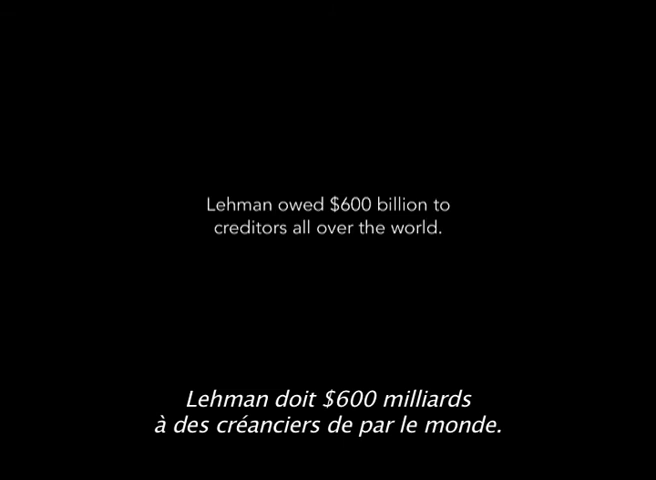 Lehman owed $600 billion to
creditors all over the world.
Lehman doit $600 milliards
à des créanciers de par le monde.